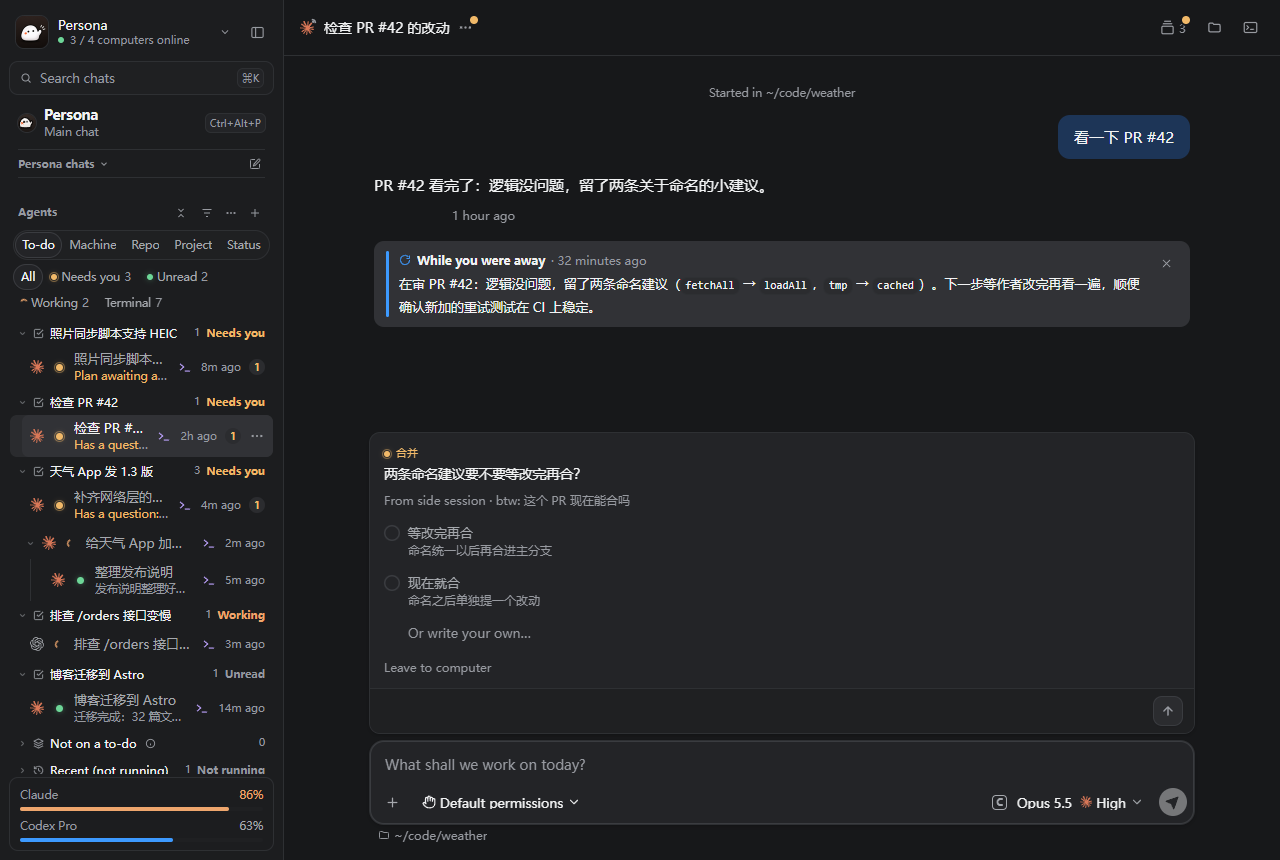 Persona
3 / 4 computers online
Search chats
⌘K
Persona
Main chat
Ctrl+Alt+P
Persona chats
Agents
To-do
Machine
Repo
Project
Status
All
Needs you 3
Unread 2
Working 2
Terminal 7
照片同步脚本支持 HEIC
1 Needs you
照片同步脚本...
8m ago
1
Plan awaiting a...
检查 PR #42
1 Needs you
检查 PR #...
2h ago
1
Has a quest...
天气 App 发 1.3 版
3 Needs you
补齐网络层的...
4m ago
1
Has a question:...
给天气 App 加...
2m ago
整理发布说明
5m ago
发布说明整理好...
排查 /orders 接口变慢
1 Working
排查 /orders 接口...
3m ago
博客迁移到 Astro
1 Unread
博客迁移到 Astro
14m ago
迁移完成：32 篇文...
Not on a to-do
0
Recent (not running)
1 Not running
Claude
86%
Codex Pro
63%
检查 PR #42 的改动
3
Started in ~/code/weather
看一下 PR #42
PR #42 看完了：逻辑没问题，留了两条关于命名的小建议。
1 hour ago
While you were away · 32 minutes ago
在审 PR #42：逻辑没问题，留了两条命名建议（fetchAll → loadAll，tmp → cached）。下一步等作者改完再看一遍，顺便
确认新加的重试测试在 CI 上稳定。
合并
两条命名建议要不要等改完再合？
From side session · btw: 这个 PR 现在能合吗
等改完再合
命名统一以后再合进主分支
现在就合
命名之后单独提一个改动
Or write your own...
Leave to computer
What shall we work on today?
Default permissions
C
Opus 5.5
High
~/code/weather